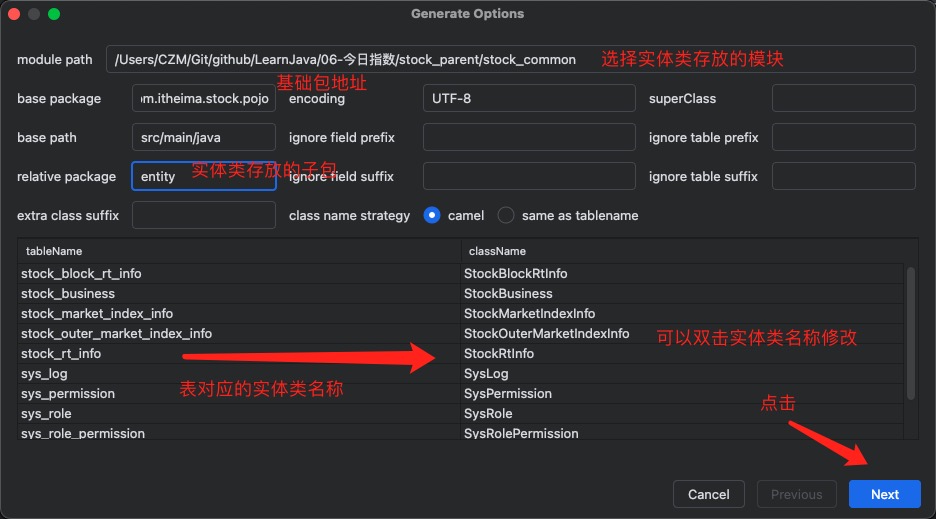 Generate Options
module path /Users/CZM/Git/github/LearnJava/06-今日指数/stock_parent/stock_common 选择实体类存放的模块
基础包地址
base package om.itheima.stock.pojo encoding UTF-8 superClass
base path src/main/java ignore field prefix ignore table prefix
实体类存放的子包
relative package entity ignore field suffix ignore table suffix
extra class suffix class name strategy camel same as tablename
tableName className
stock_block_rt_info StockBlockRtInfo
stock_business StockBusiness
stock_market_index_info StockMarketIndexInfo
stock_outer_market_index_info StockOuterMarketIndexInfo
可以双击实体类名称修改
stock_rt_info StockRtInfo
sys_log SysLog
表对应的实体类名称
sys_permission SysPermission
点击
sys_role SysRole
sys_role_permission SysRolePermission
Cancel Previous Next